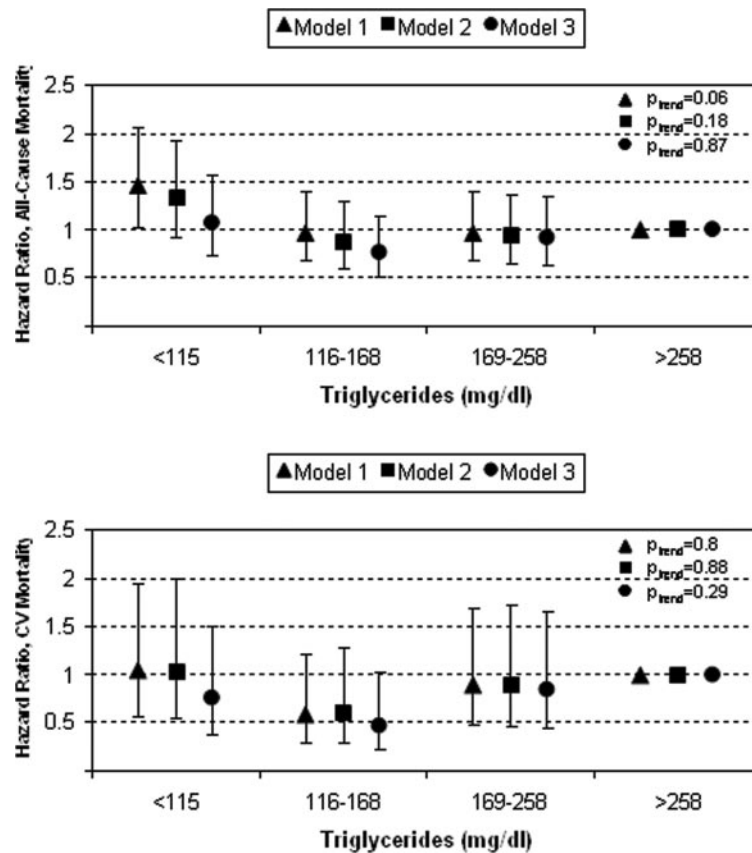 ▲Model 1 ■Model 2 ●Model 3
Hazard Ratio, All-Cause Mortality
2.5
2
1.5
1
0.5
▲ ptrend=0.06
■ ptrend=0.18
● ptrend=0.87
<115 116-168 169-258 >258
Triglycerides (mg/dl)
▲Model 1 ■Model 2 ●Model 3
Hazard Ratio, CV Mortality
2.5
2
1.5
1
0.5
▲ ptrend=0.8
■ ptrend=0.88
● ptrend=0.29
<115 116-168 169-258 >258
Triglycerides (mg/dl)